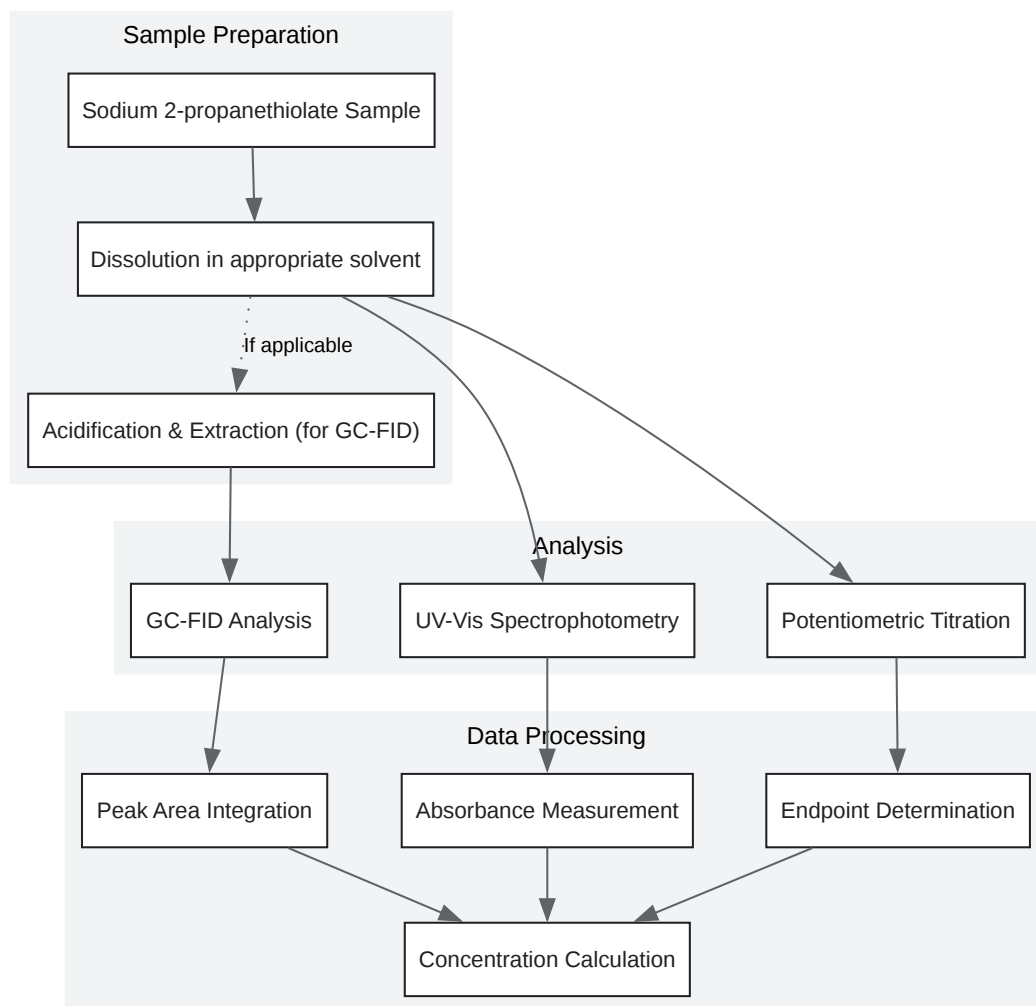 Sample Preparation
Sodium 2-propanethiolate Sample
Dissolution in appropriate solvent
If applicable
Acidification & Extraction (for GC-FID)
Analysis
GC-FID Analysis
UV-Vis Spectrophotometry
Potentiometric Titration
Data Processing
Peak Area Integration
Absorbance Measurement
Endpoint Determination
Concentration Calculation